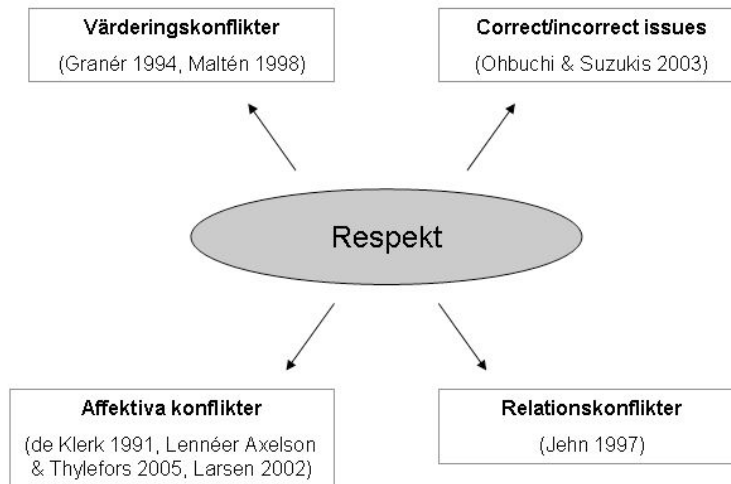 Värderingskonflikter
(Granér 1994, Maltén 1998)
Correct/incorrect issues
(Ohbuchi & Suzukis 2003)
Respekt
Affektiva konflikter
(de Klerk 1991, Lennéer Axelson
& Thylefors 2005, Larsen 2002)
Relationskonflikter
(Jehn 1997)